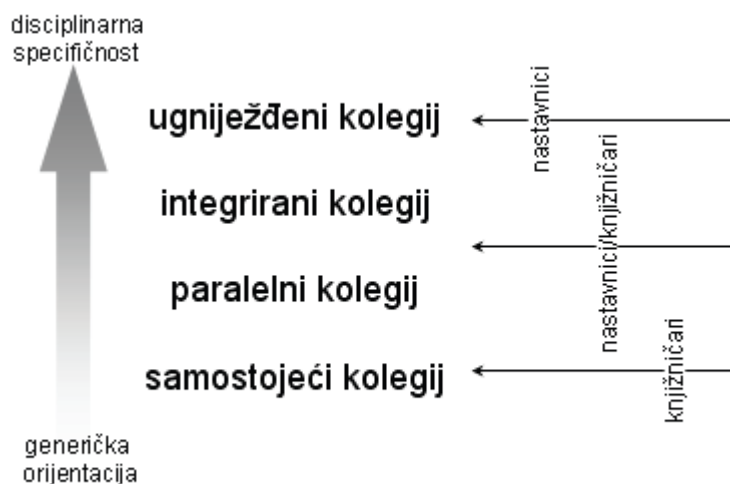 disciplinarna
specifičnost
ugniježđeni kolegij
integrirani kolegij
paralelni kolegij
samostojeći kolegij
generička
orijentacija
nastavnici
nastavnici/knjižničari
knjižničari